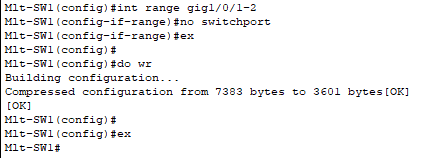 Mlt-SW1(config)#int range gig1/0/1-2
Mlt-SW1(config-if-range)#no switchport
Mlt-SW1(config-if-range)#ex
Mlt-SW1(config)#
Mlt-SW1(config)#do wr
Building configuration...
Compressed configuration from 7383 bytes to 3601 bytes[OK]
[OK]
Mlt-SW1(config)#
Mlt-SW1(config)#ex
Mlt-SW1#